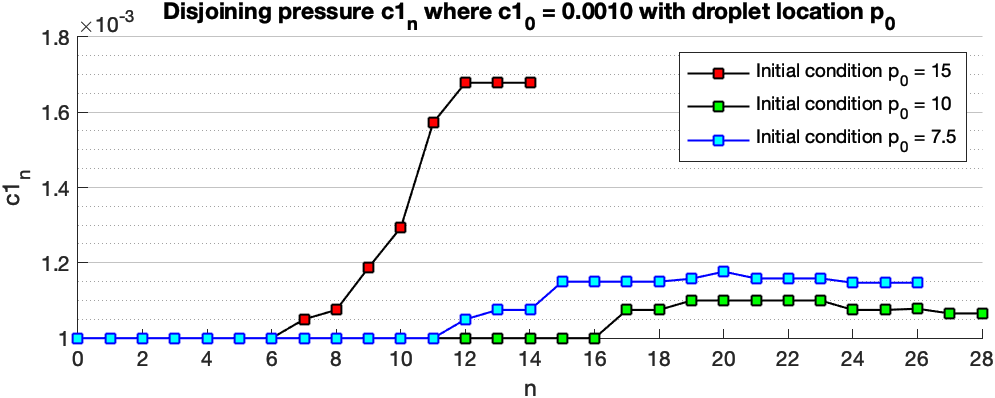 Disjoining pressure c1n where c10 = 0.0010 with droplet location p0
×10-3
1.8
1.6
1.4
1.2
1
c1n
Initial condition p0 = 15
Initial condition p0 = 10
Initial condition p0 = 7.5
0 2 4 6 8 10 12 14 16 18 20 22 24 26 28
n